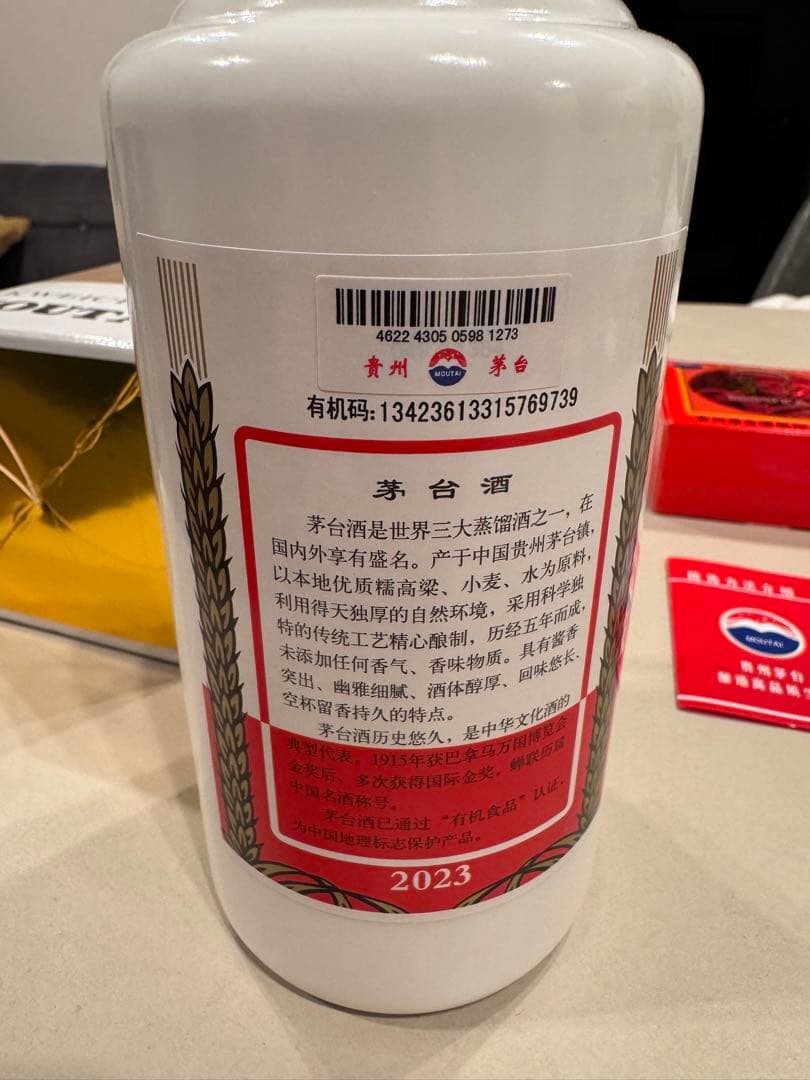 4622 4305 0598 1273
贵州 MOUTAI 茅台
有机码:13423613315769739
茅台酒
茅台酒是世界三大蒸馏酒之一，在
国内外享有盛名。产于中国贵州茅台镇，
以本地优质糯高粱、小麦、水为原料，
利用得天独厚的自然环境，采用科学独
特的传统工艺精心酿制，历经五年而成，
未添加任何香气、香味物质。具有酱香
突出、幽雅细腻、酒体醇厚、回味悠长、
空杯留香持久的特点。
茅台酒历史悠久，是中华文化酒的
典型代表。1915年获巴拿马万国博览会
金奖后，多次获得国际金奖，蝉联历届
中国名酒称号。
茅台酒已通过“有机食品”认证，
为中国地理标志保护产品。
2023
MOUTAI
贵州茅台